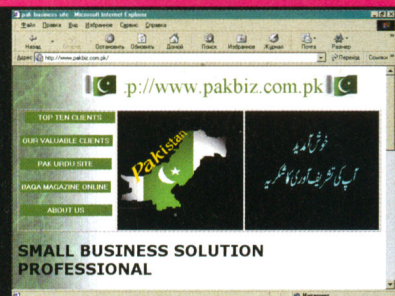 pak business site - Microsoft Internet Explorer
Файл Правка Вид Избранное Сервис Справка
Назад Остановить Обновить Домой Поиск Избранное Журнал Почта Размер
Адрес http://www.pakbiz.com.pk/ Переход Ссылки
.p://www.pakbiz.com.pk
TOP TEN CLIENTS
OUR VALUABLE CLIENTS
PAK URDU SITE
BAQA MAGAZINE ONLINE
ABOUT US
Pakistan
خوش آمدید
آپ کی تشریف آوری کا شکریہ
SMALL BUSINESS SOLUTION
PROFESSIONAL